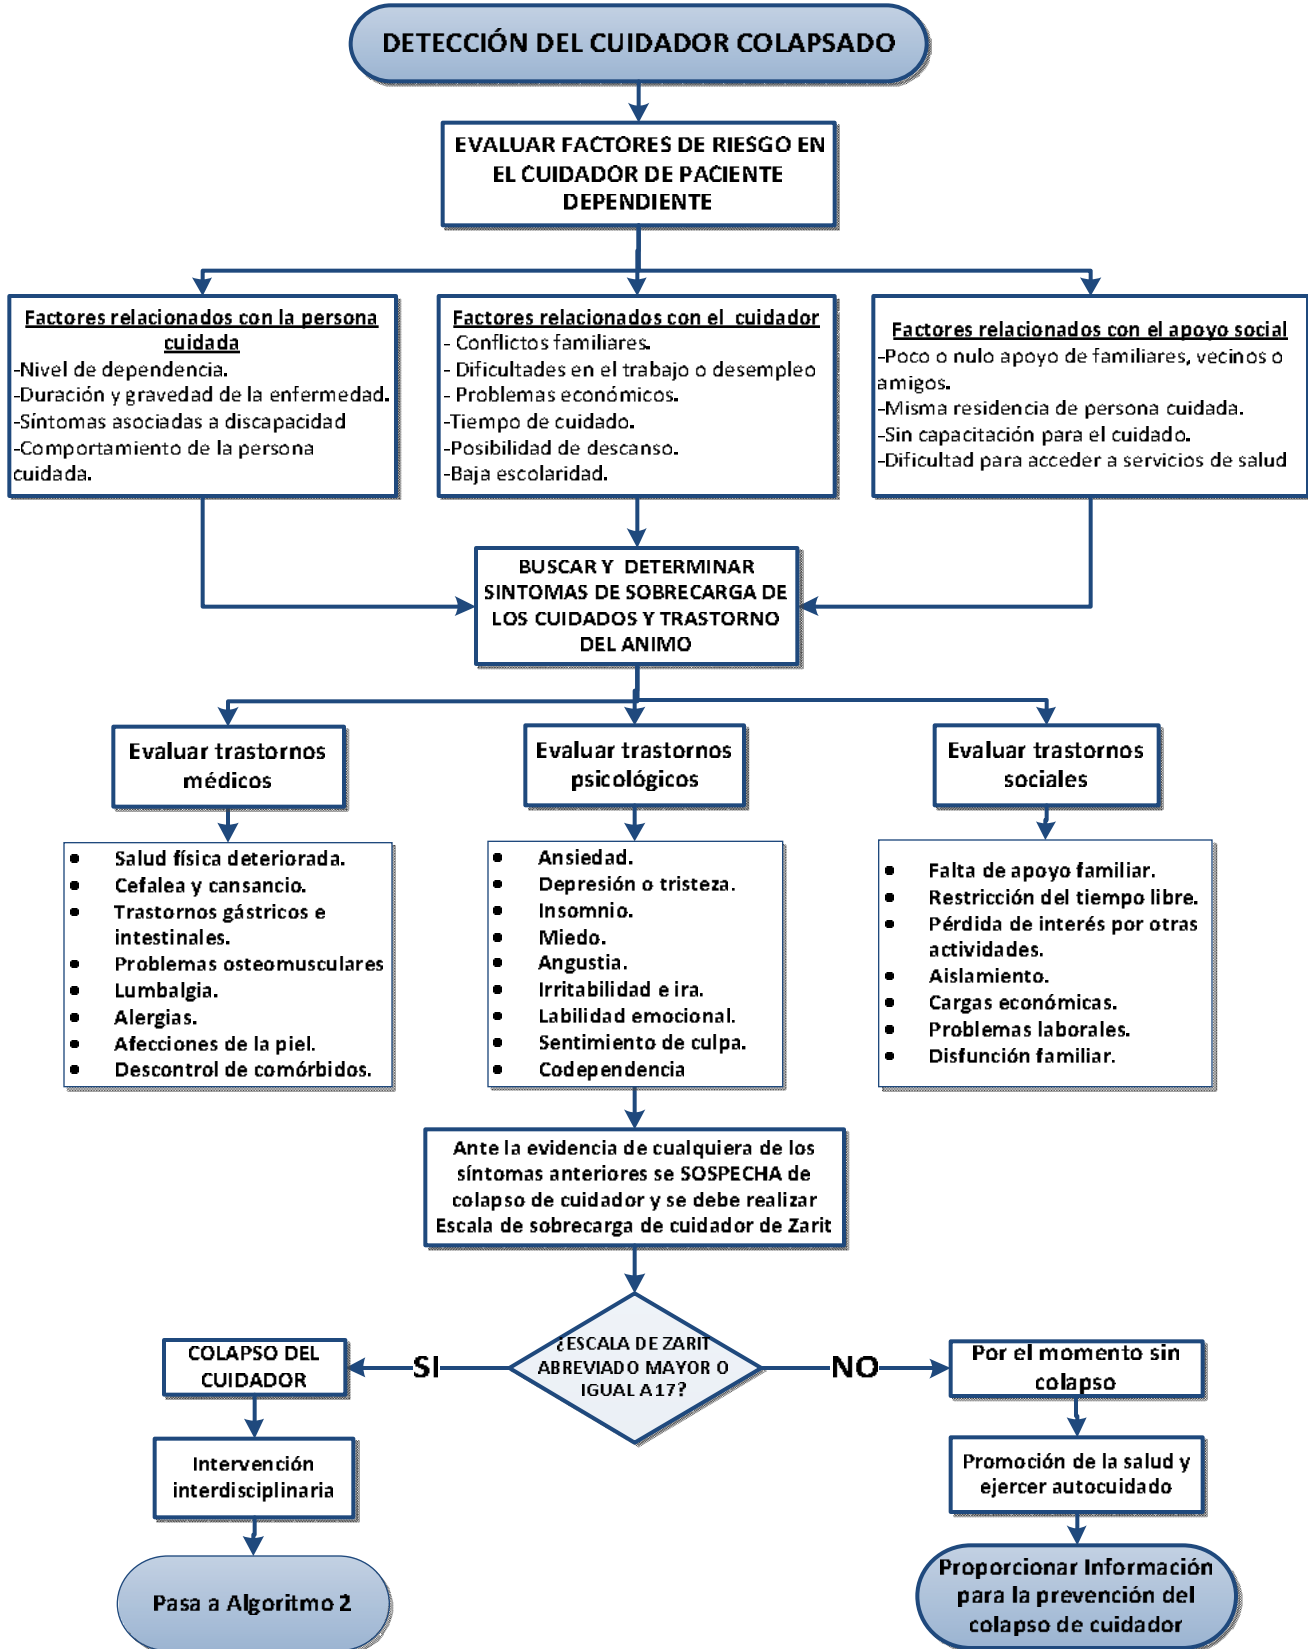 DETECCIÓN DEL CUIDADOR COLAPSADO
EVALUAR FACTORES DE RIESGO EN
EL CUIDADOR DE PACIENTE
DEPENDIENTE
Factores relacionados con la persona
cuidada
-Nivel de dependencia.
-Duración y gravedad de la enfermedad.
-Síntomas asociadas a discapacidad
-Comportamiento de la persona
cuidada.
Factores relacionados con el cuidador
- Conflictos familiares.
- Dificultades en el trabajo o desempleo
- Problemas económicos.
-Tiempo de cuidado.
-Posibilidad de descanso.
-Baja escolaridad.
Factores relacionados con el apoyo social
-Poco o nulo apoyo de familiares, vecinos o
amigos.
-Misma residencia de persona cuidada.
-Sin capacitación para el cuidado.
-Dificultad para acceder a servicios de salud
BUSCAR Y DETERMINAR
SINTOMAS DE SOBRECARGA DE
LOS CUIDADOS Y TRASTORNO
DEL ANIMO
Evaluar trastornos
médicos
Evaluar trastornos
psicológicos
Evaluar trastornos
sociales
• Salud física deteriorada.
• Cefalea y cansancio.
• Trastornos gástricos e
intestinales.
• Problemas osteomusculares
• Lumbalgia.
• Alergias.
• Afecciones de la piel.
• Descontrol de comórbidos.
• Ansiedad.
• Depresión o tristeza.
• Insomnio.
• Miedo.
• Angustia.
• Irritabilidad e ira.
• Labilidad emocional.
• Sentimiento de culpa.
• Codependencia
• Falta de apoyo familiar.
• Restricción del tiempo libre.
• Pérdida de interés por otras
actividades.
• Aislamiento.
• Cargas económicas.
• Problemas laborales.
• Disfunción familiar.
Ante la evidencia de cualquiera de los
síntomas anteriores se SOSPECHA de
colapso de cuidador y se debe realizar
Escala de sobrecarga de cuidador de Zarit
¿ESCALA DE ZARIT
ABREVIADO MAYOR O
IGUAL A 17?
SI
NO
COLAPSO DEL
CUIDADOR
Intervención
interdisciplinaria
Pasa a Algoritmo 2
Por el momento sin
colapso
Promoción de la salud y
ejercer autocuidado
Proporcionar Información
para la prevención del
colapso de cuidador